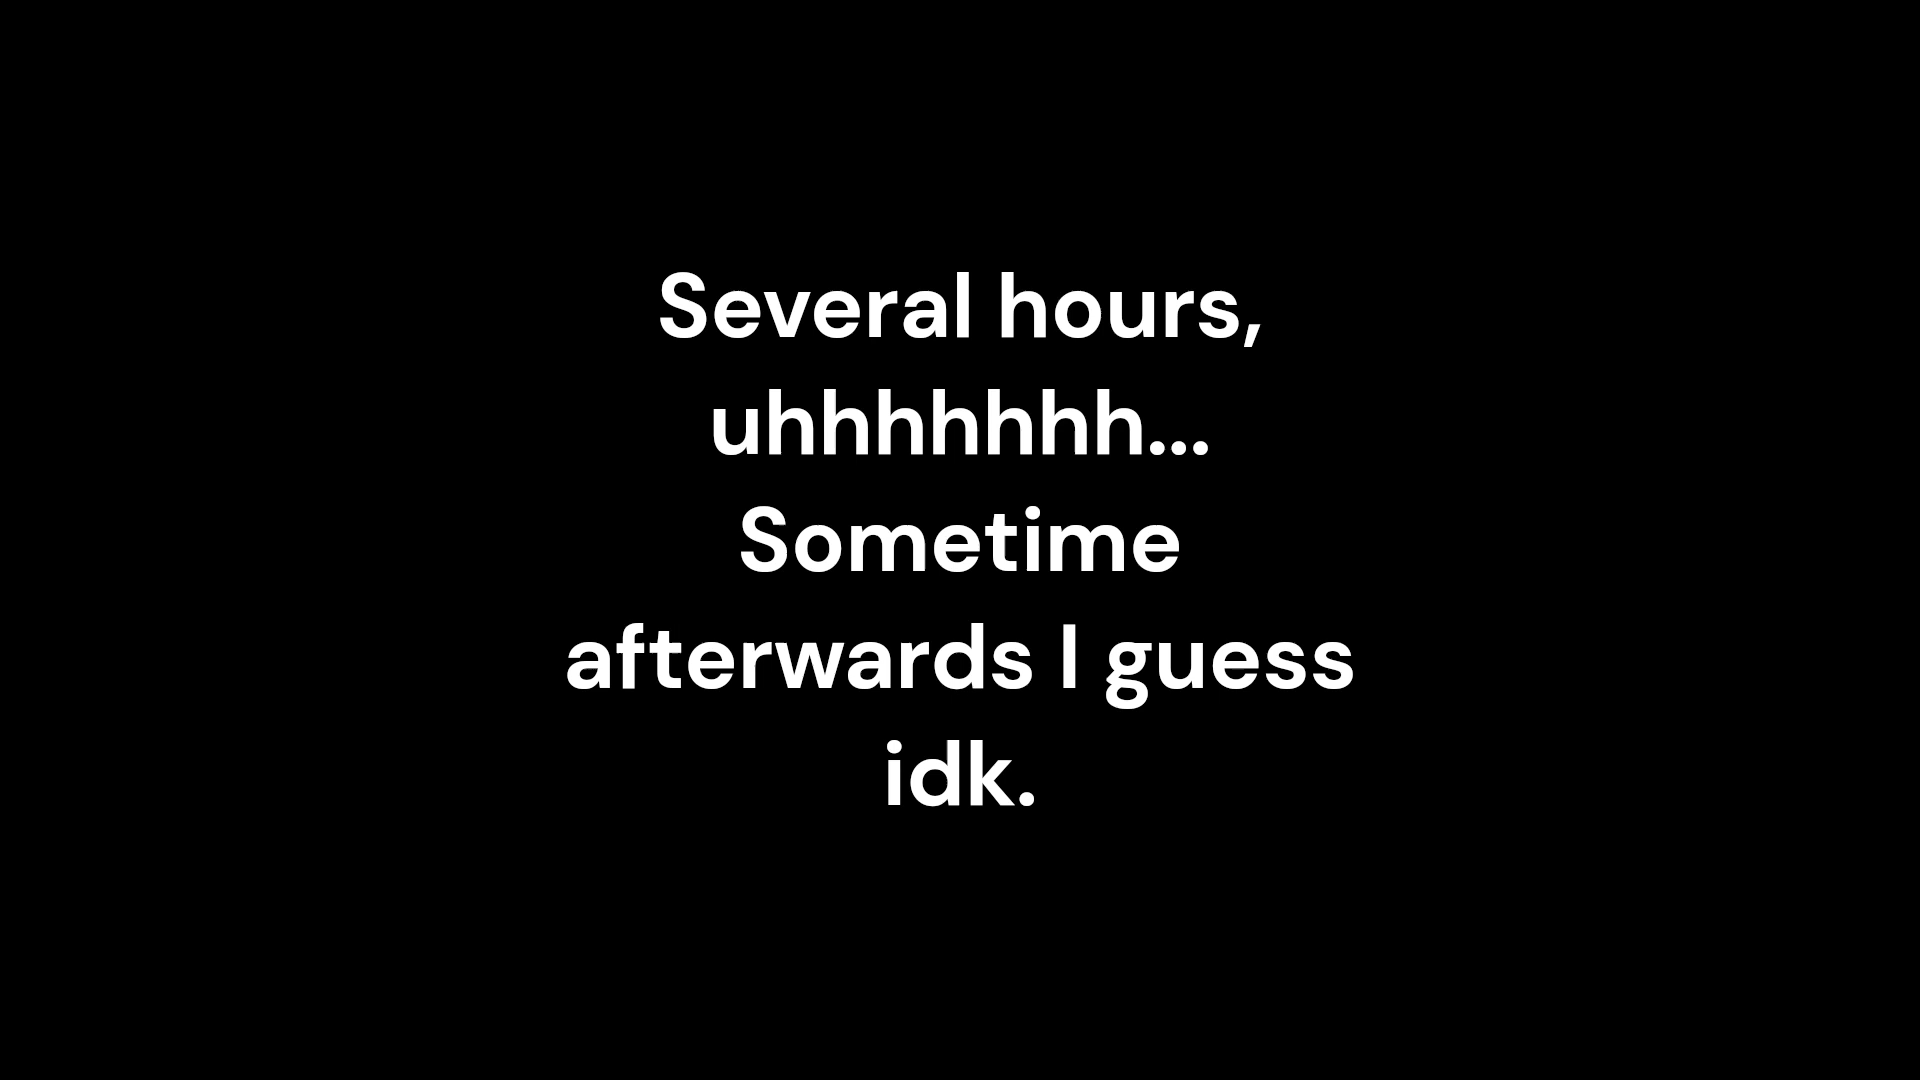 Several hours,
uhhhhhhh...
Sometime
afterwards I guess
idk.